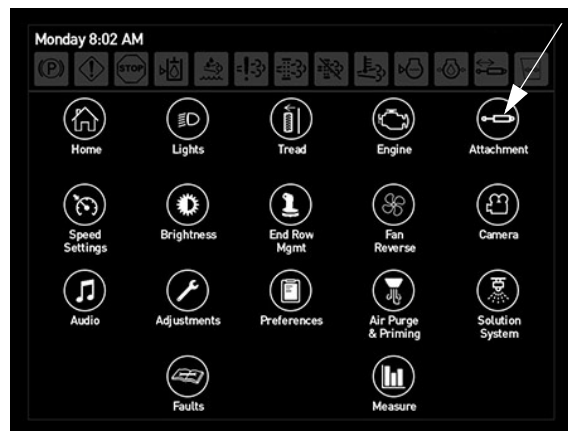 Monday 8:02 AM
(P) STOP
Home Lights Tread Engine Attachment
Speed Settings Brightness End Row Mgmt Fan Reverse Camera
Audio Adjustments Preferences Air Purge & Priming Solution System
Faults Measure